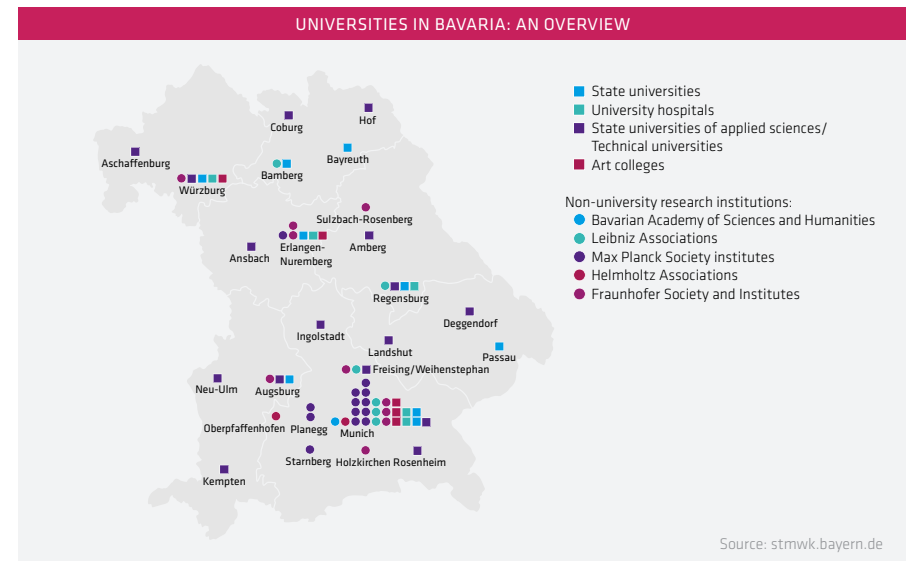 UNIVERSITIES IN BAVARIA: AN OVERVIEW
State universities
University hospitals
State universities of applied sciences/
Technical universities
Art colleges
Non-university research institutions:
Bavarian Academy of Sciences and Humanities
Leibniz Associations
Max Planck Society institutes
Helmholtz Associations
Fraunhofer Society and Institutes
Hof
Coburg
Bayreuth
Aschaffenburg
Bamberg
Würzburg
Sulzbach-Rosenberg
Ansbach
Erlangen-
Nuremberg
Amberg
Regensburg
Deggendorf
Ingolstadt
Landshut
Passau
Freising/Weihenstephan
Neu-Ulm
Augsburg
Oberpfaffenhofen
Planegg
Munich
Starnberg
Holzkirchen
Rosenheim
Kempten
Source: stmwk.bayern.de